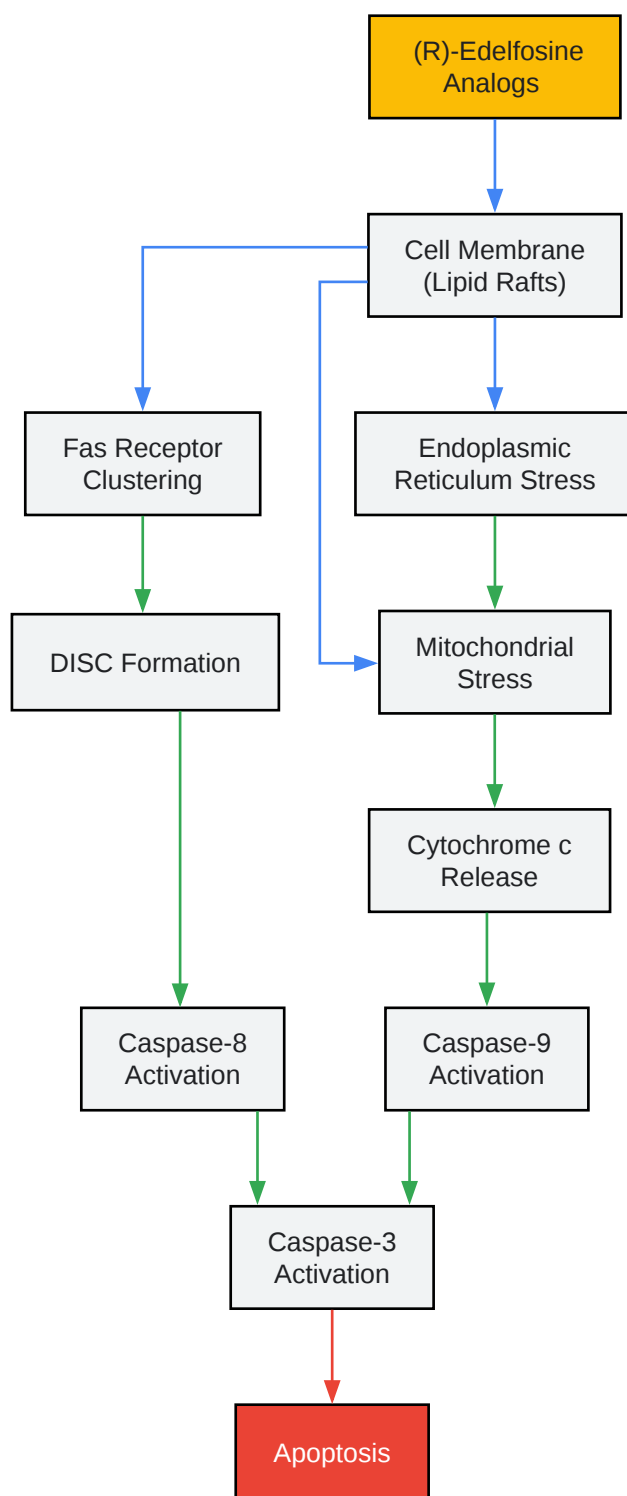 (R)-Edelfosine
Analogs
Cell Membrane
(Lipid Rafts)
Fas Receptor
Clustering
Endoplasmic
Reticulum Stress
DISC Formation
Mitochondrial
Stress
Cytochrome c
Release
Caspase-8
Activation
Caspase-9
Activation
Caspase-3
Activation
Apoptosis